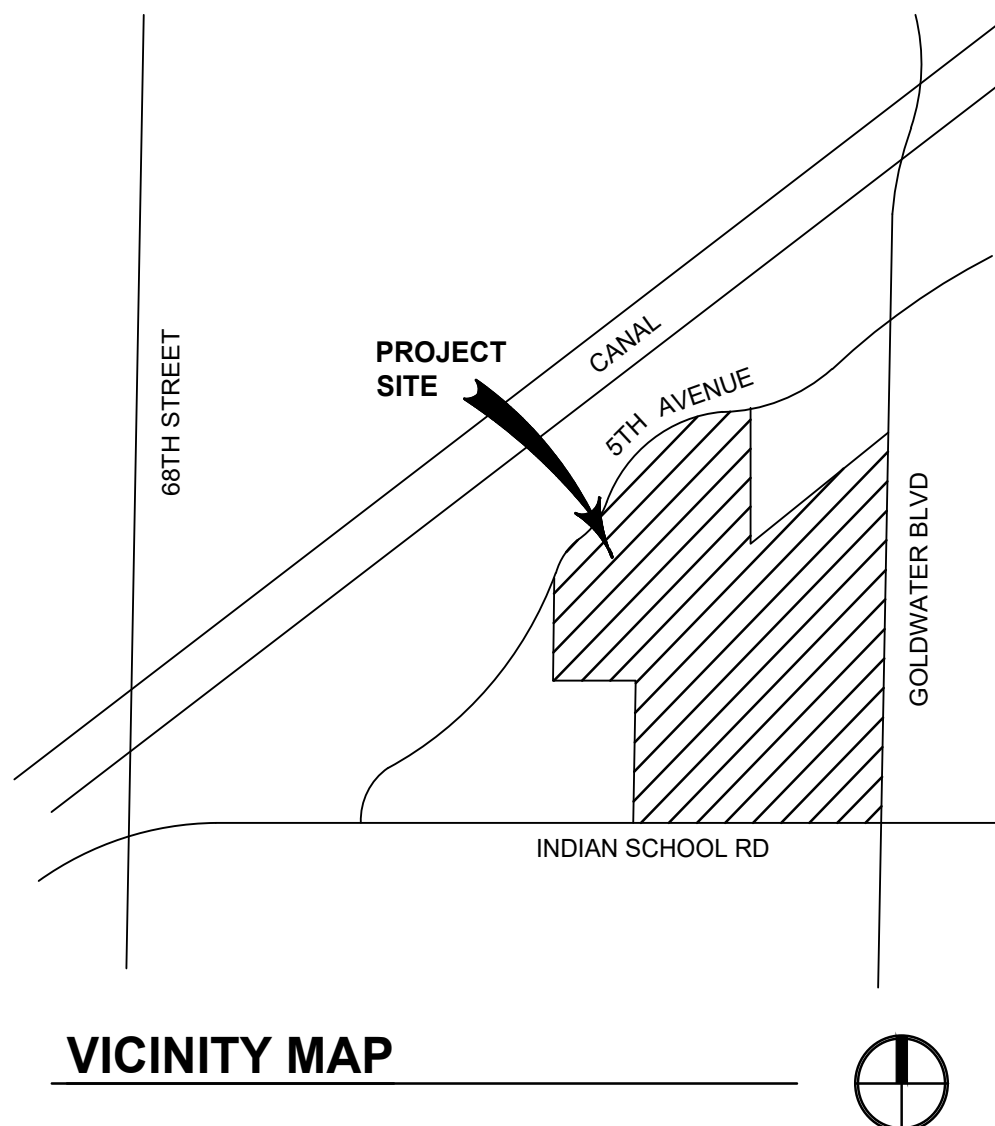 PROJECT
SITE
CANAL
5TH AVENUE
68TH STREET
GOLDWATER BLVD
INDIAN SCHOOL RD
VICINITY MAP